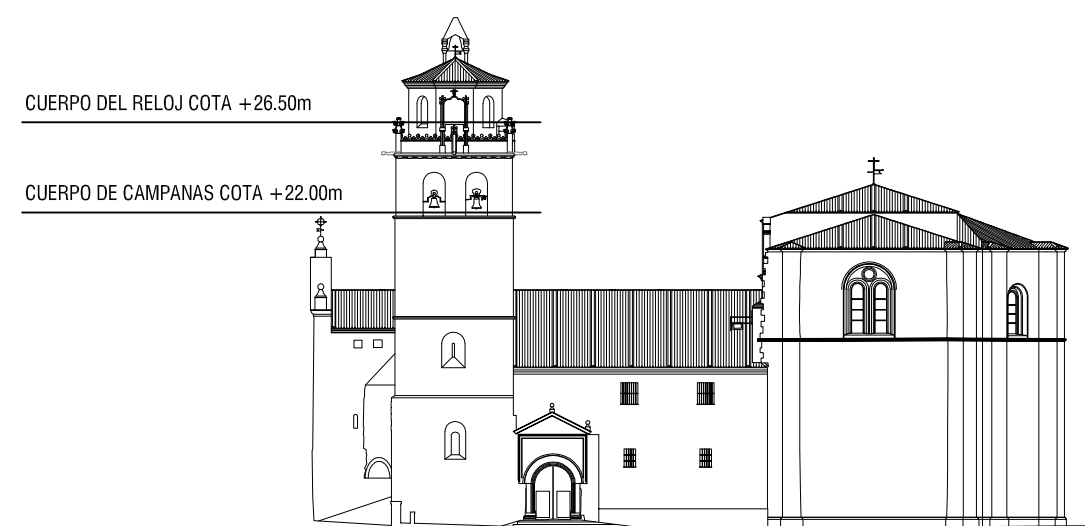 CUERPO DEL RELOJ COTA +26.50m
CUERPO DE CAMPANAS COTA +22.00m